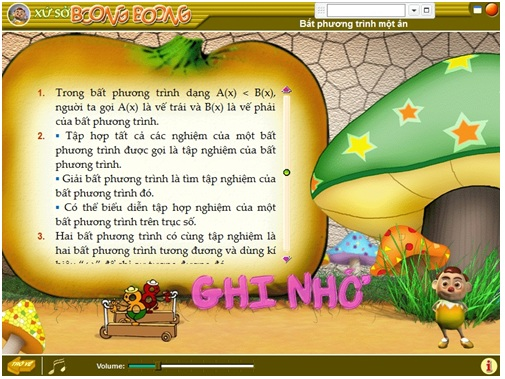 XỨ SỞ BOONG BOONG
Bất phương trình một ẩn
1. Trong bất phương trình dạng A(x) < B(x),
người ta gọi A(x) là vế trái và B(x) là vế phải
của bất phương trình.
2. ▪ Tập hợp tất cả các nghiệm của một bất
phương trình được gọi là tập nghiệm của bất
phương trình.
▪ Giải bất phương trình là tìm tập nghiệm của
bất phương trình đó.
▪ Có thể biểu diễn tập hợp nghiệm của một
bất phương trình trên trục số.
3. Hai bất phương trình có cùng tập nghiệm là
hai bất phương trình tương đương và dùng kí
GHI NHỚ
Volume:
i